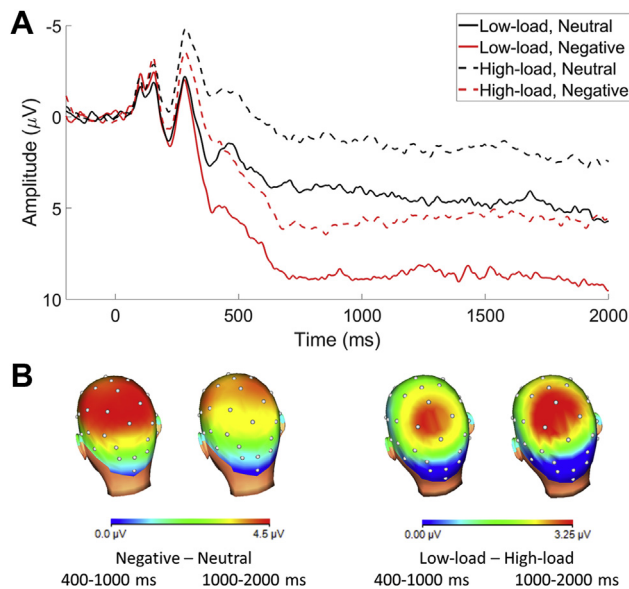 A
Amplitude (µV)
-5
0
5
10
0
500
1000
1500
2000
Time (ms)
Low-load, Neutral
Low-load, Negative
High-load, Neutral
High-load, Negative
B
0.0 µV
4.5 µV
0.00 µV
3.25 µV
Negative – Neutral
Low-load – High-load
400-1000 ms
1000-2000 ms
400-1000 ms
1000-2000 ms